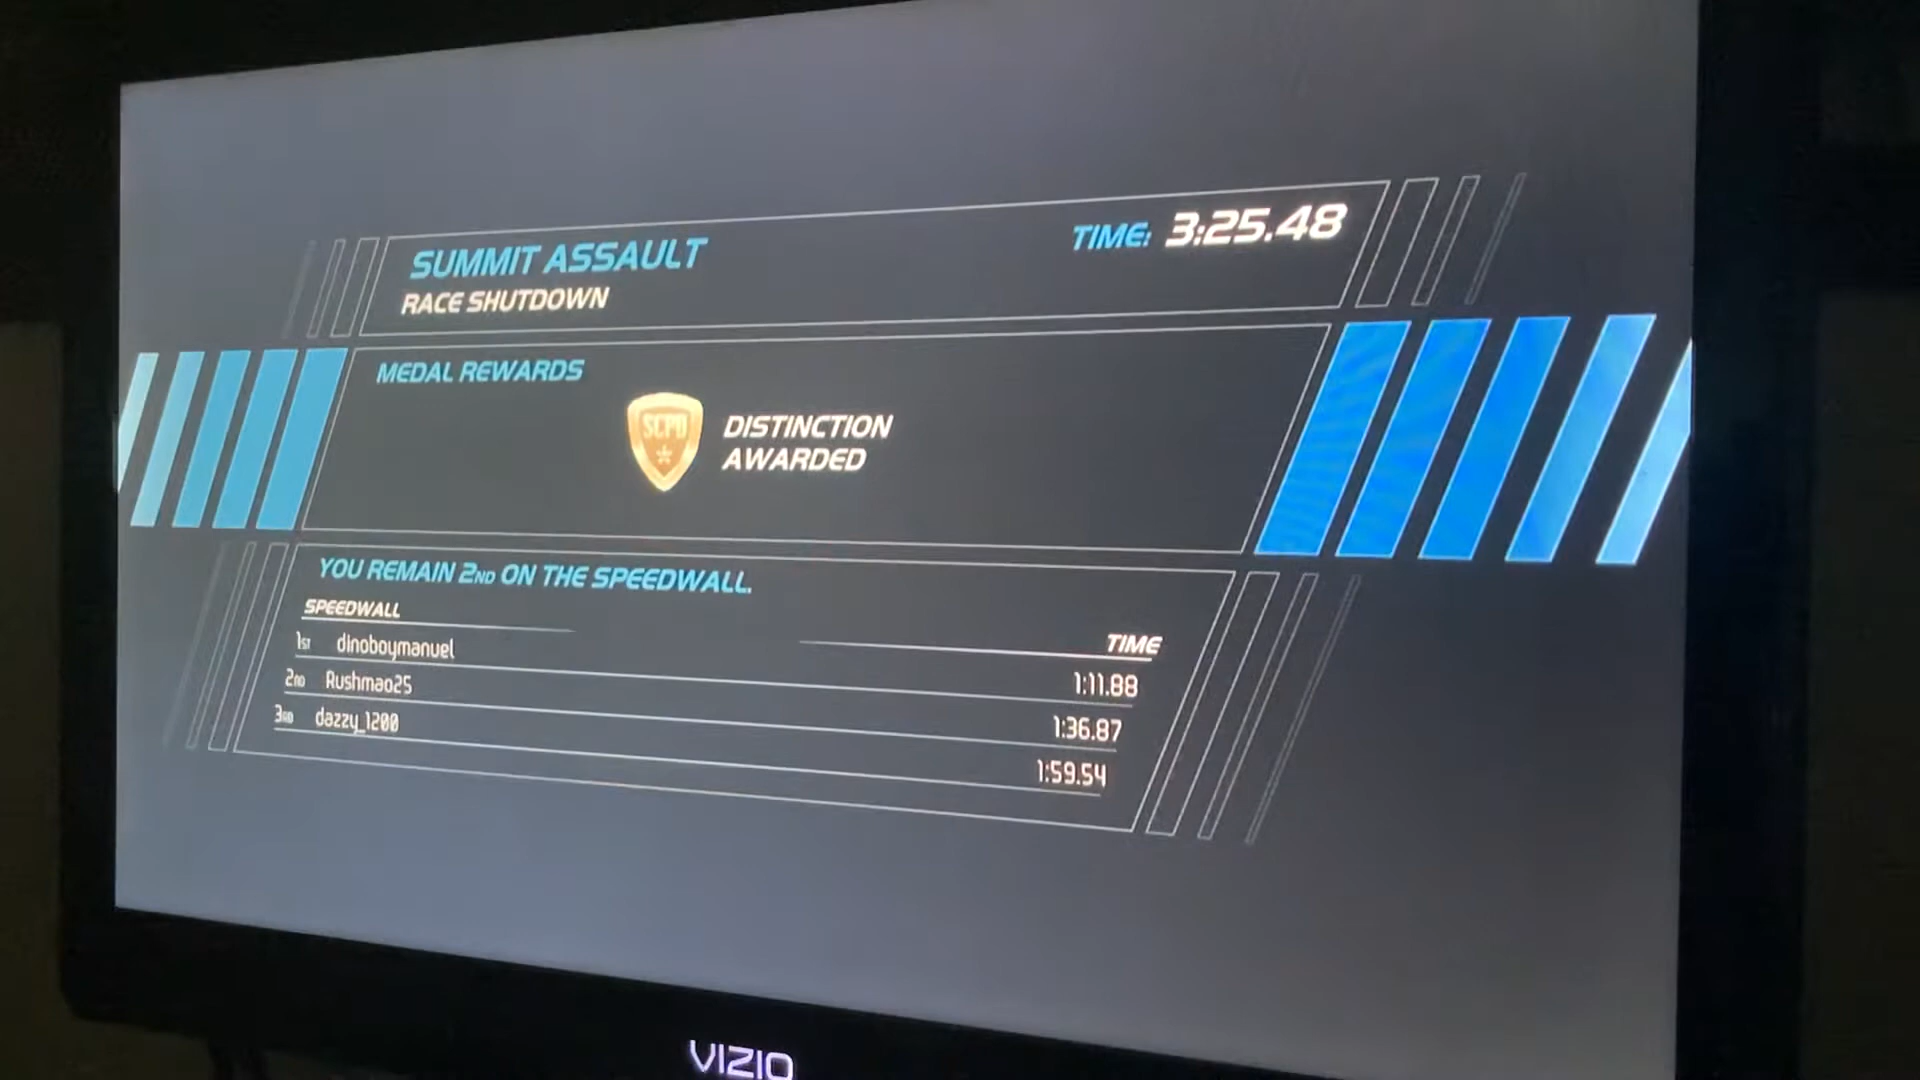 SUMMIT ASSAULT
TIME: 3:25.48
RACE SHUTDOWN
MEDAL REWARDS
SCPD
DISTINCTION
AWARDED
YOU REMAIN 2ND ON THE SPEEDWALL.
SPEEDWALL
TIME
1ST dinoboymanuel 1:11.88
2ND Rushmao25 1:36.87
3RD dazzy_1200 1:59.54
VIZIO